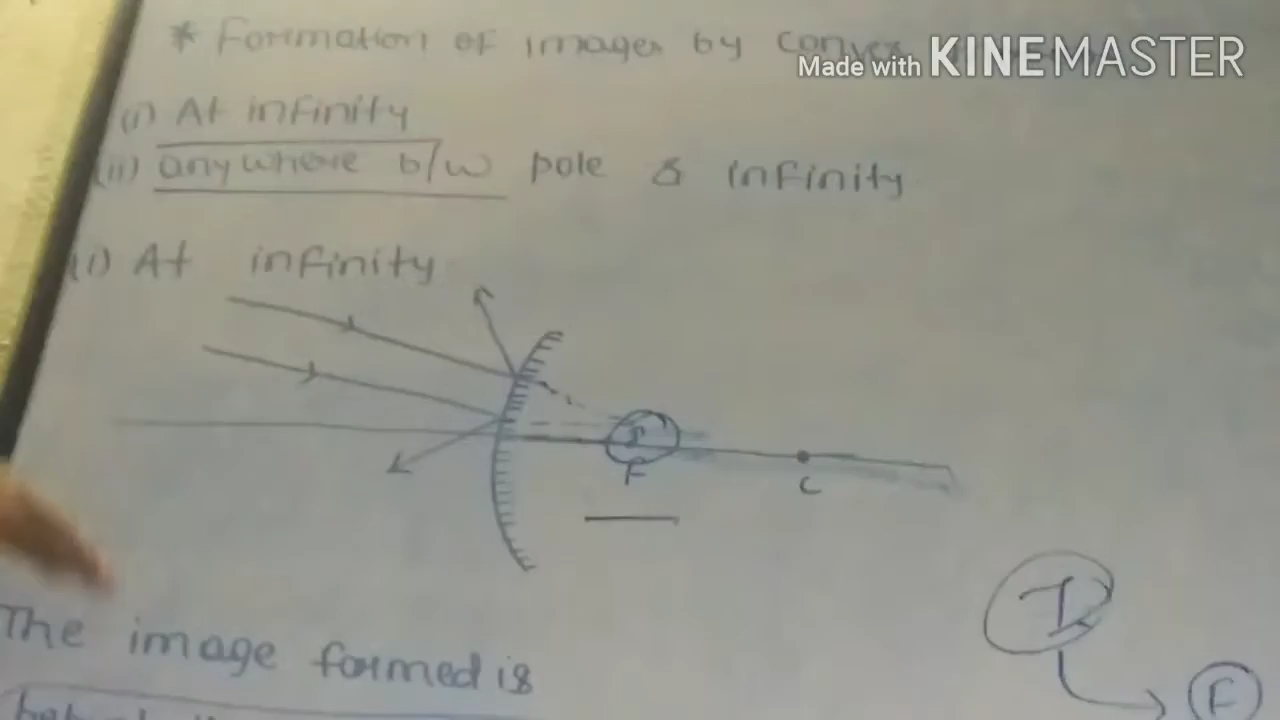 * Formation of images by convex
Made with KINEMASTER
(i) At infinity
(ii) anywhere b/w pole & infinity
(i) At infinity
F
C
I
F
The image formed is